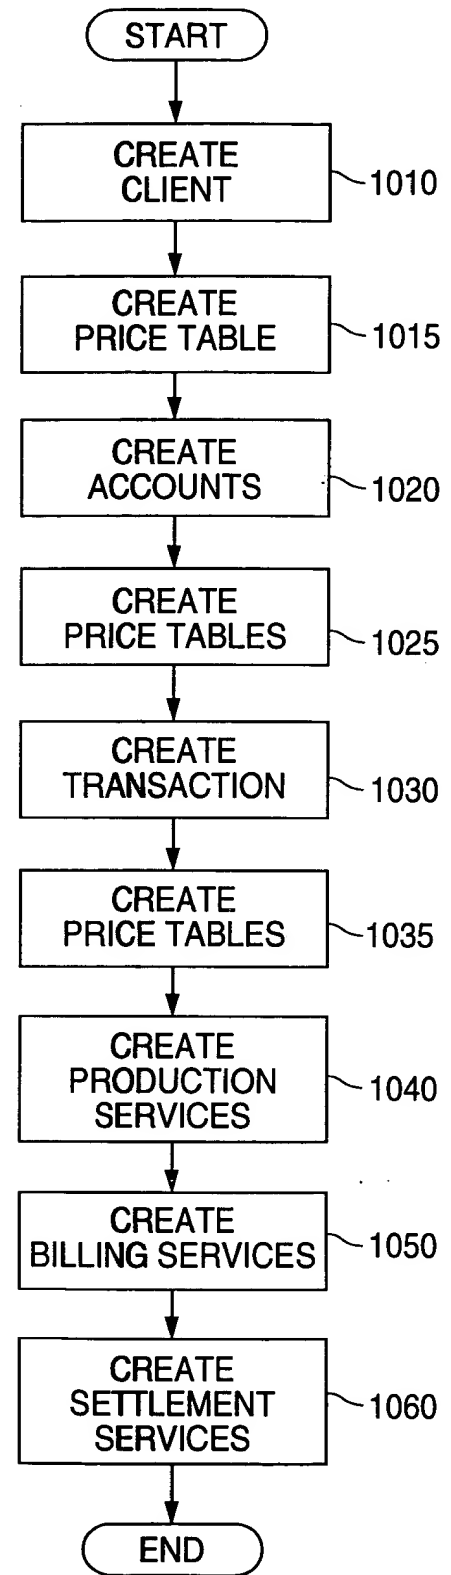 START
CREATE
CLIENT
1010
CREATE
PRICE TABLE
1015
CREATE
ACCOUNTS
1020
CREATE
PRICE TABLES
1025
CREATE
TRANSACTION
1030
CREATE
PRICE TABLES
1035
CREATE
PRODUCTION
SERVICES
1040
CREATE
BILLING SERVICES
1050
CREATE
SETTLEMENT
SERVICES
1060
END